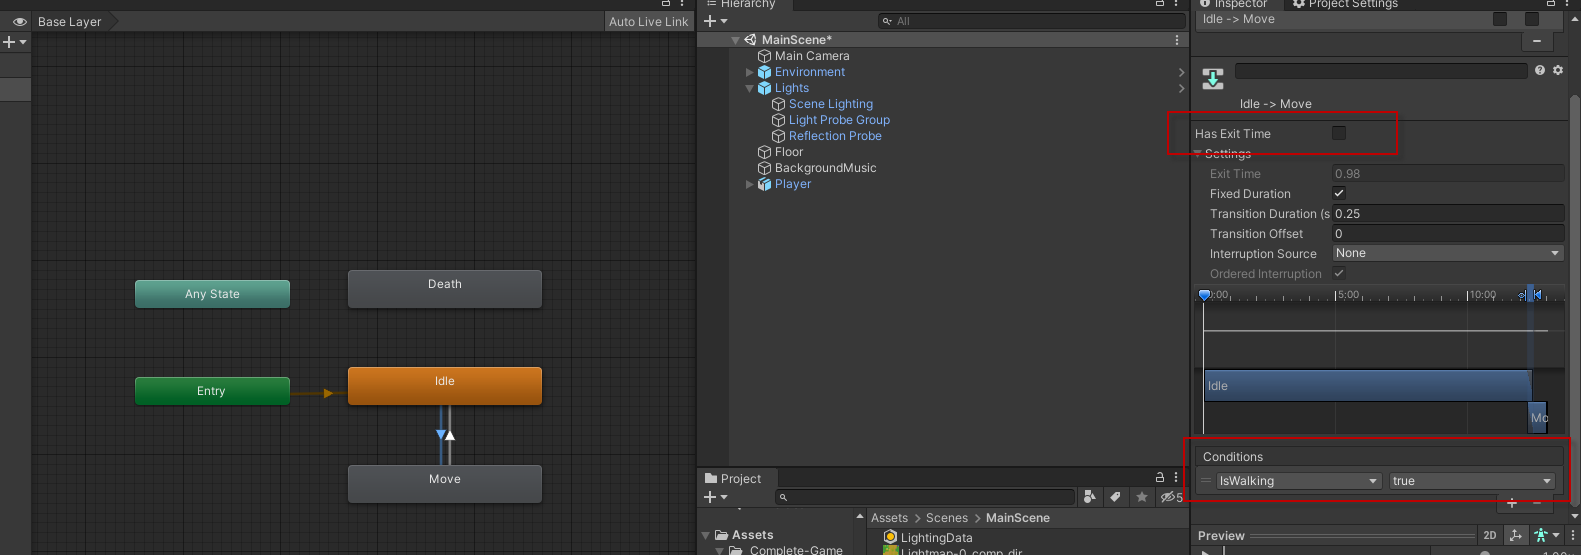 Base Layer
Auto Live Link
Any State
Death
Entry
Idle
Move
Hierarchy
All
MainScene*
Main Camera
Environment
Lights
Scene Lighting
Light Probe Group
Reflection Probe
Floor
BackgroundMusic
Player
Project
5
Assets
Complete-Game
Assets > Scenes > MainScene
LightingData
Lightmap-0_comp_dir
Inspector
Project Settings
Idle -> Move
Idle -> Move
Has Exit Time
Settings
Exit Time 0.98
Fixed Duration
Transition Duration (s 0.25
Transition Offset 0
Interruption Source None
Ordered Interruption
0:00 5:00 10:00
Idle
Mo
Conditions
IsWalking true
Preview 2D